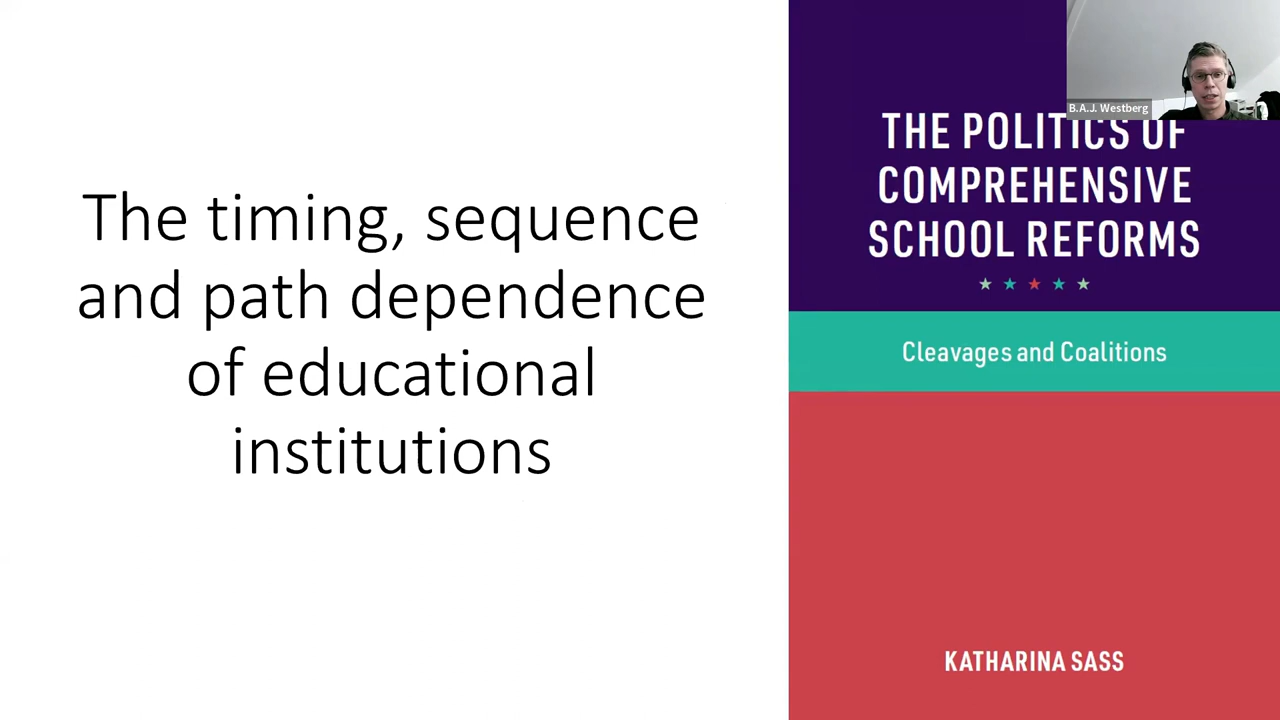 The timing, sequence
and path dependence
of educational
institutions
B.A.J. Westberg
THE POLITICS OF
COMPREHENSIVE
SCHOOL REFORMS
Cleavages and Coalitions
KATHARINA SASS